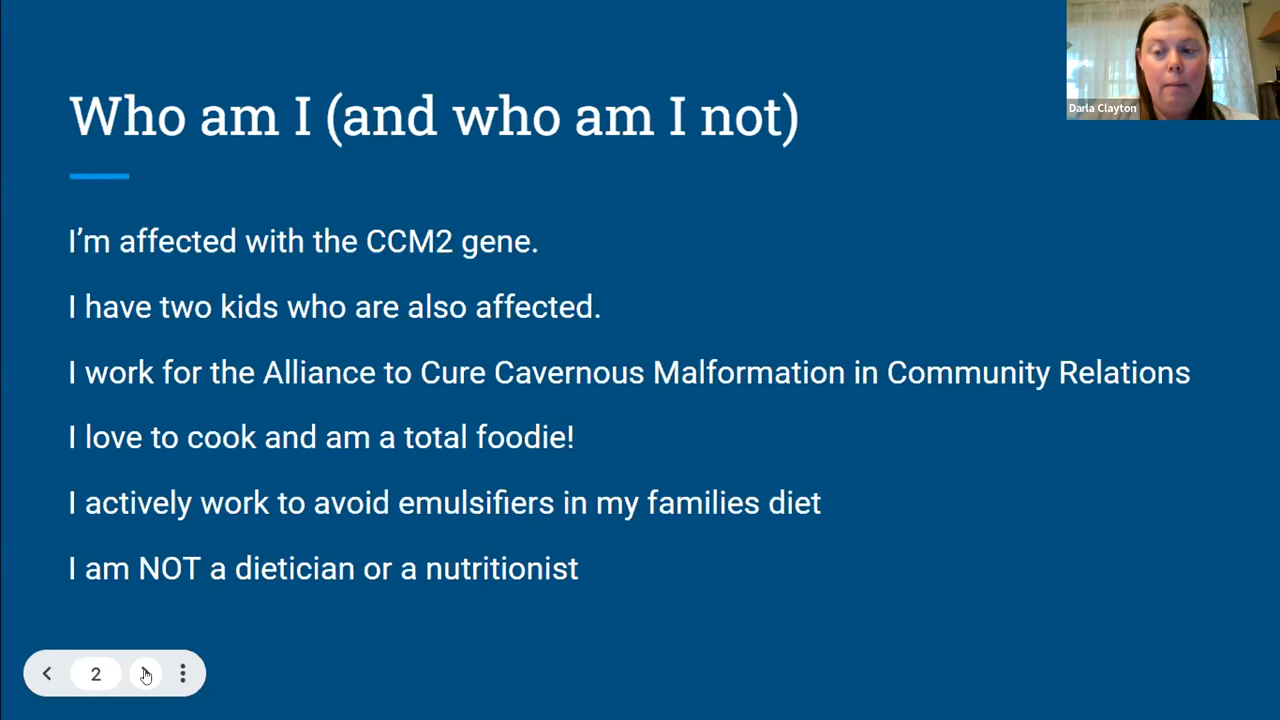 Who am I (and who am I not)
Darla Clayton
I'm affected with the CCM2 gene.
I have two kids who are also affected.
I work for the Alliance to Cure Cavernous Malformation in Community Relations
I love to cook and am a total foodie!
I actively work to avoid emulsifiers in my families diet
I am NOT a dietician or a nutritionist
2